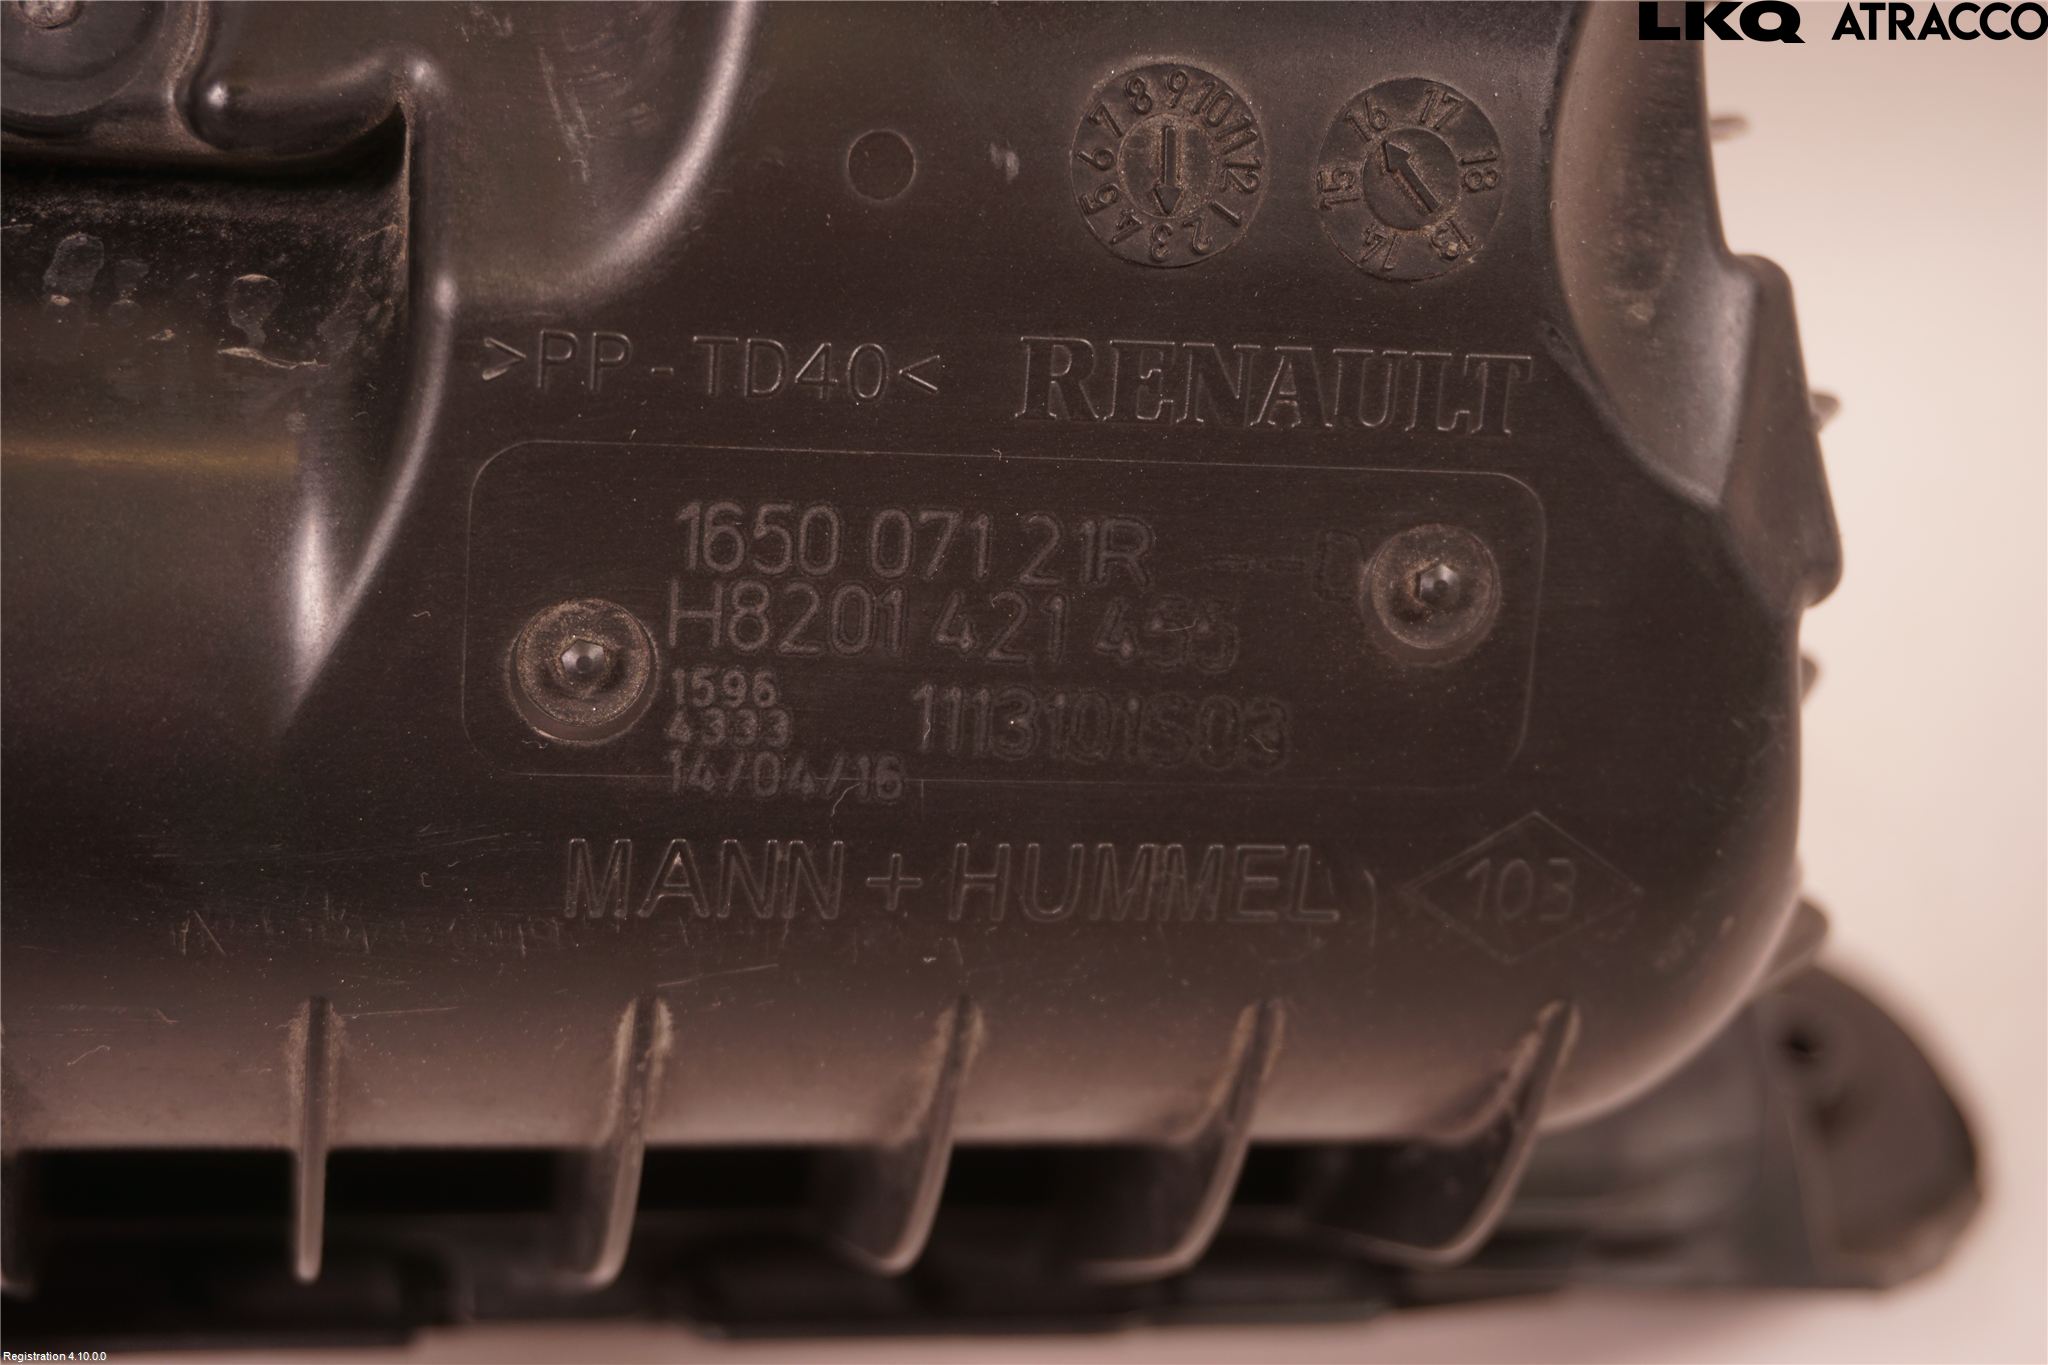 LKQ ATRACCO
7 8 9 10 11 12 1 2 3 4 5 6
13 14 15 16 17 18
>PP-TD40< RENAULT
1650 071 21R
H8201 421
1596
4333 1113101S03
14/04/16
MANN+HUMMEL 103
Registration 4.10.0.0